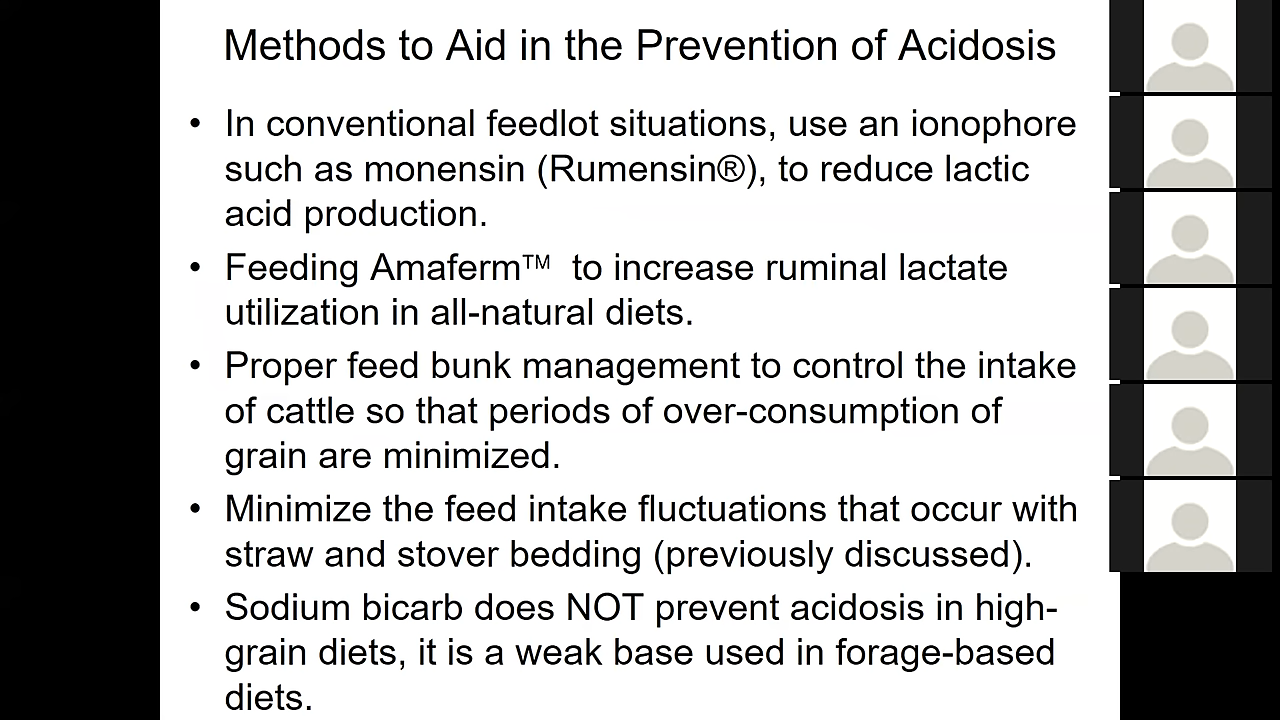 Methods to Aid in the Prevention of Acidosis
• In conventional feedlot situations, use an ionophore
such as monensin (Rumensin®), to reduce lactic
acid production.
• Feeding Amaferm™ to increase ruminal lactate
utilization in all-natural diets.
• Proper feed bunk management to control the intake
of cattle so that periods of over-consumption of
grain are minimized.
• Minimize the feed intake fluctuations that occur with
straw and stover bedding (previously discussed).
• Sodium bicarb does NOT prevent acidosis in high-
grain diets, it is a weak base used in forage-based
diets.